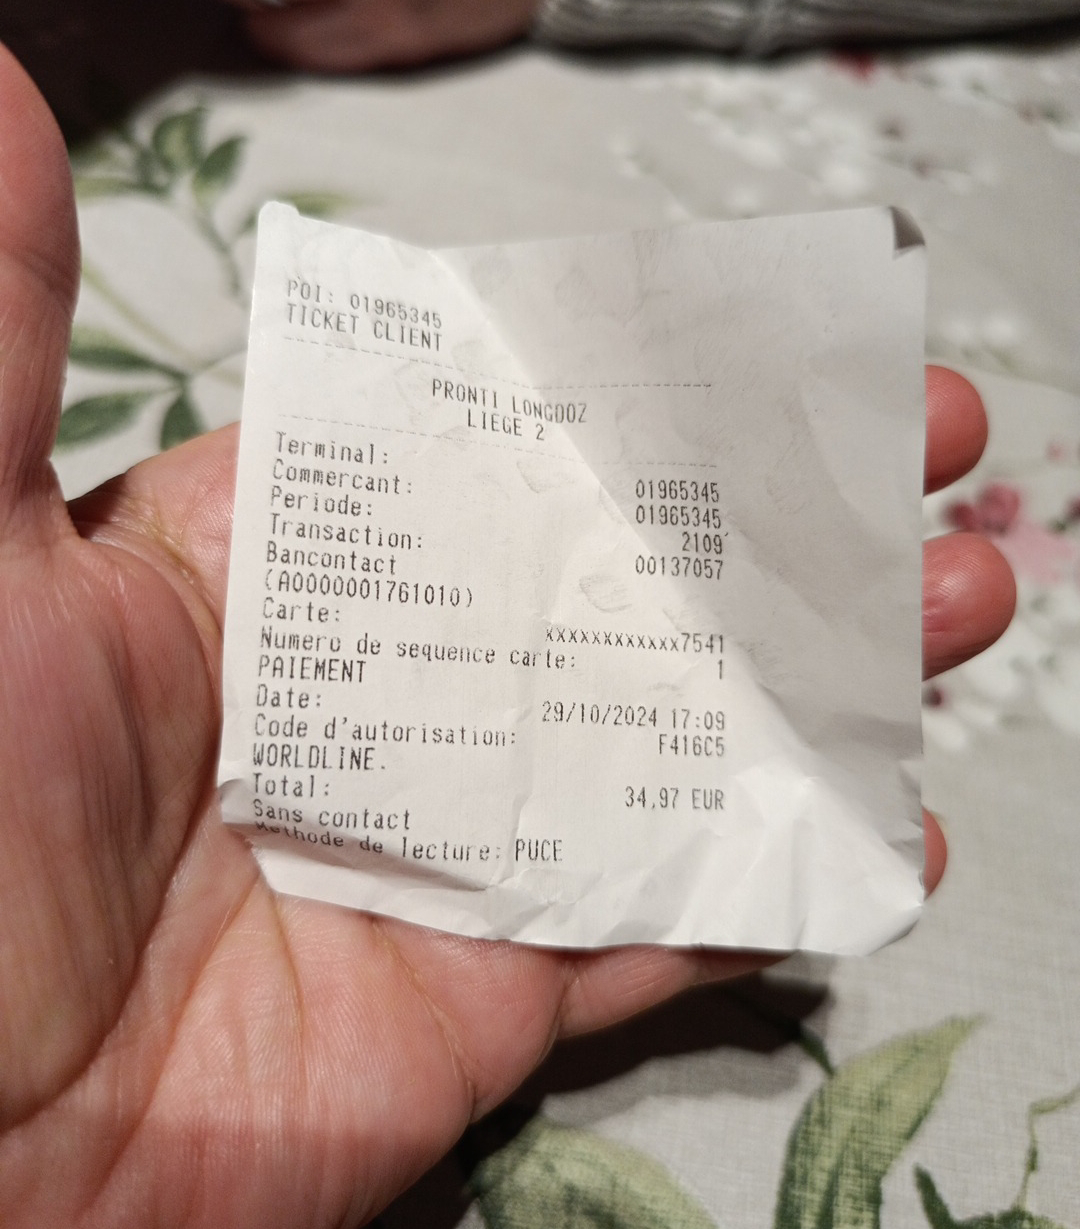 POI: 01965345
TICKET CLIENT
PRONTI LONGDOZ
LIEGE 2
Terminal: 01965345
Commercant: 01965345
Periode: 2109
Transaction: 00137057
Bancontact
(A0000001761010)
Carte: xxxxxxxxxxxx7541
Numero de sequence carte: 1
PAIEMENT
Date: 29/10/2024 17:09
Code d'autorisation: F416C5
WORLDLINE.
Total: 34,97 EUR
Sans contact
Methode de lecture: PUCE